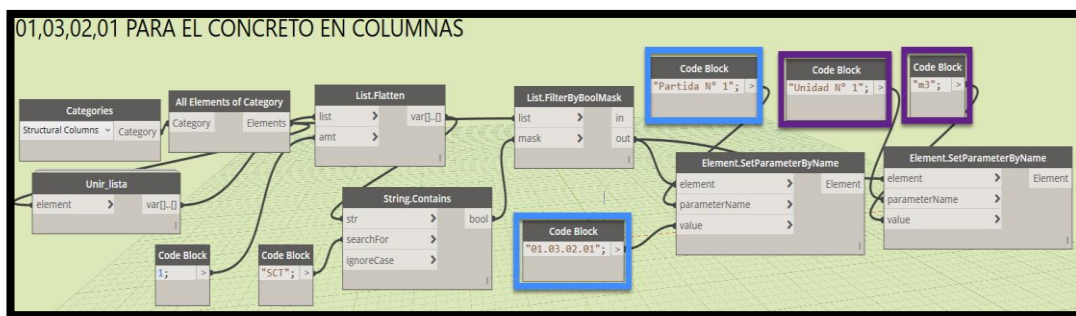 01,03,02,01 PARA EL CONCRETO EN COLUMNAS
Categories
Structural Columns Category
All Elements of Category
Category Elements
List.Flatten
list > var[]..[]
amt >
List.FilterByBoolMask
list > in
mask > out
Code Block
"Partida N° 1"; >
Code Block
"Unidad N° 1"; >
Code Block
"m3"; >
Element.SetParameterByName
element > Element
parameterName >
value >
Element.SetParameterByName
element > Element
parameterName >
value >
Unir_lista
element > var[]..[]
String.Contains
str > bool
searchFor >
ignoreCase >
Code Block
1; >
Code Block
"SCT"; >
Code Block
"01.03.02.01"; >